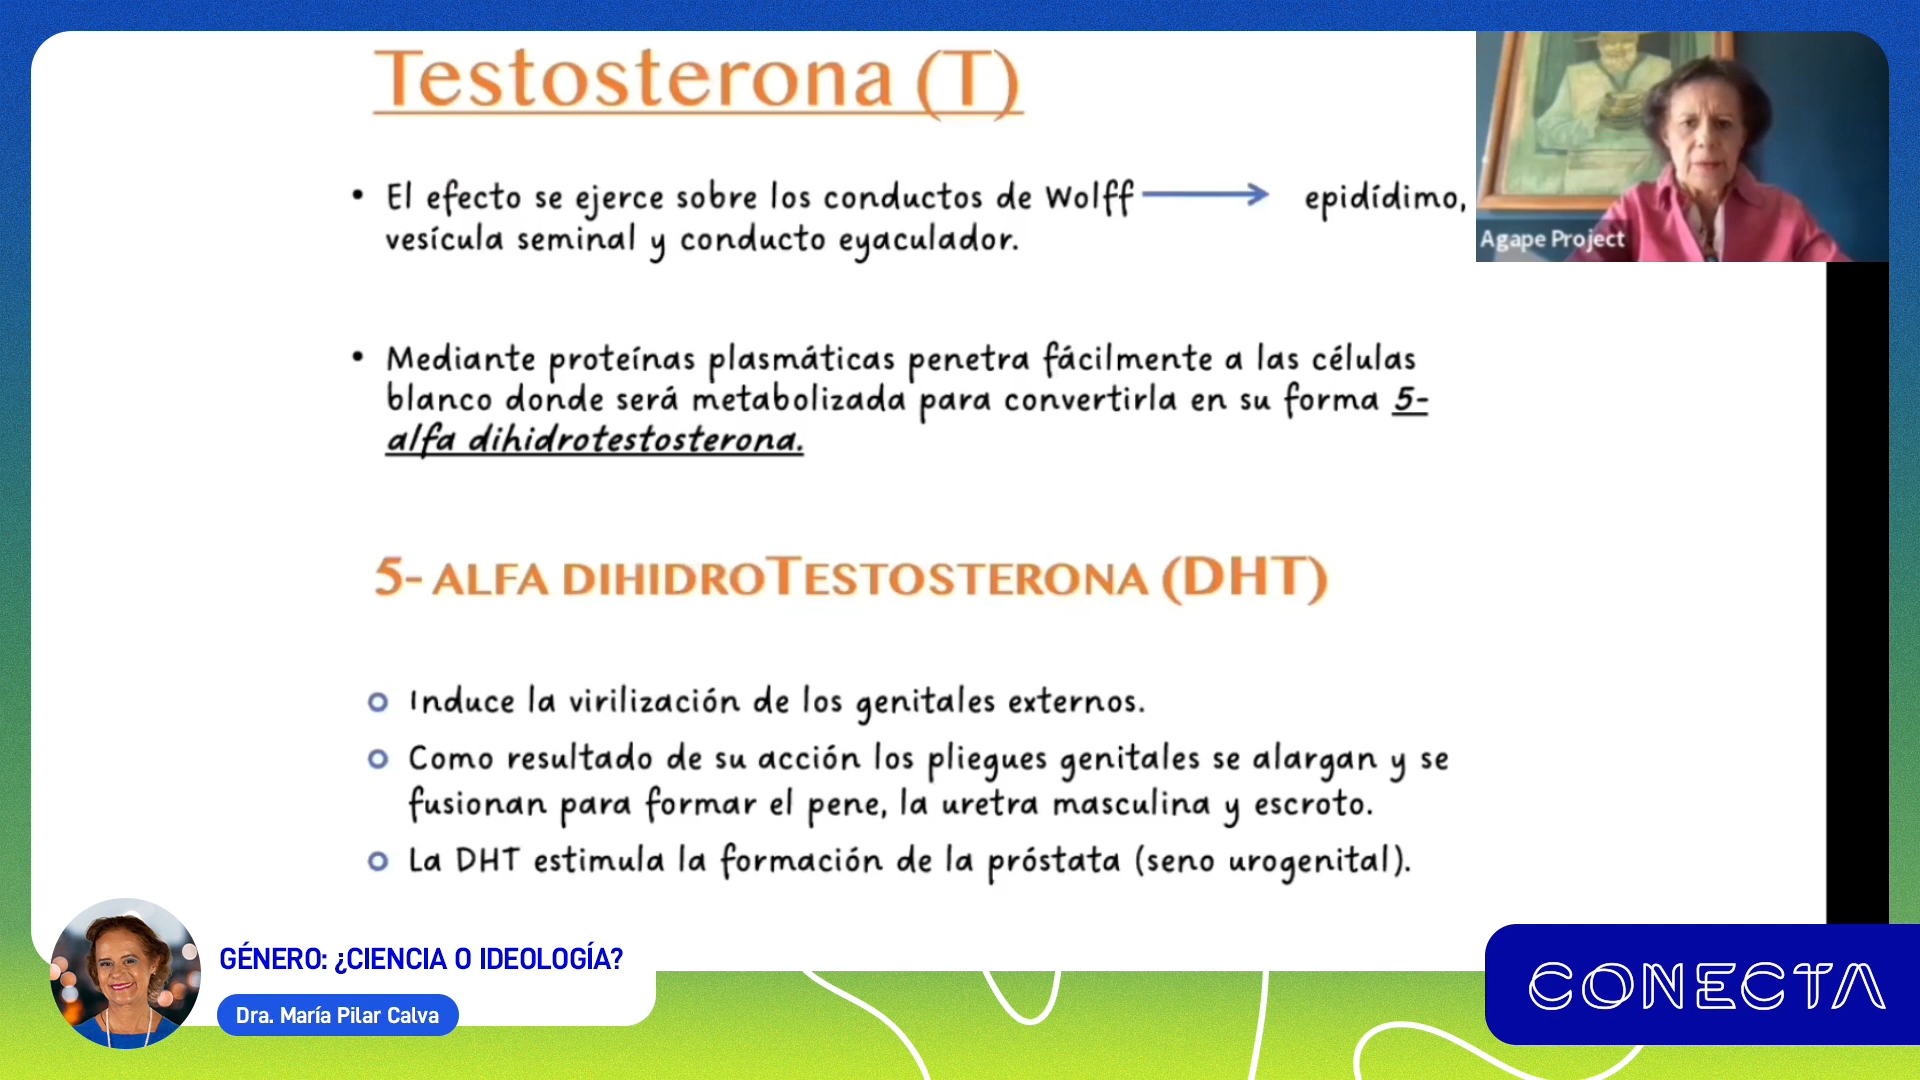 Testosterona (T)
• El efecto se ejerce sobre los conductos de Wolff → epidídimo,
vesícula seminal y conducto eyaculador.
• Mediante proteínas plasmáticas penetra fácilmente a las células
blanco donde será metabolizada para convertirla en su forma 5-
alfa dihidrotestosterona.
5- ALFA DIHIDROTESTOSTERONA (DHT)
Induce la virilización de los genitales externos.
Como resultado de su acción los pliegues genitales se alargan y se
fusionan para formar el pene, la uretra masculina y escroto.
La DHT estimula la formación de la próstata (seno urogenital).
Agape Project
GÉNERO: ¿CIENCIA O IDEOLOGÍA?
Dra. María Pilar Calva
CONECTA